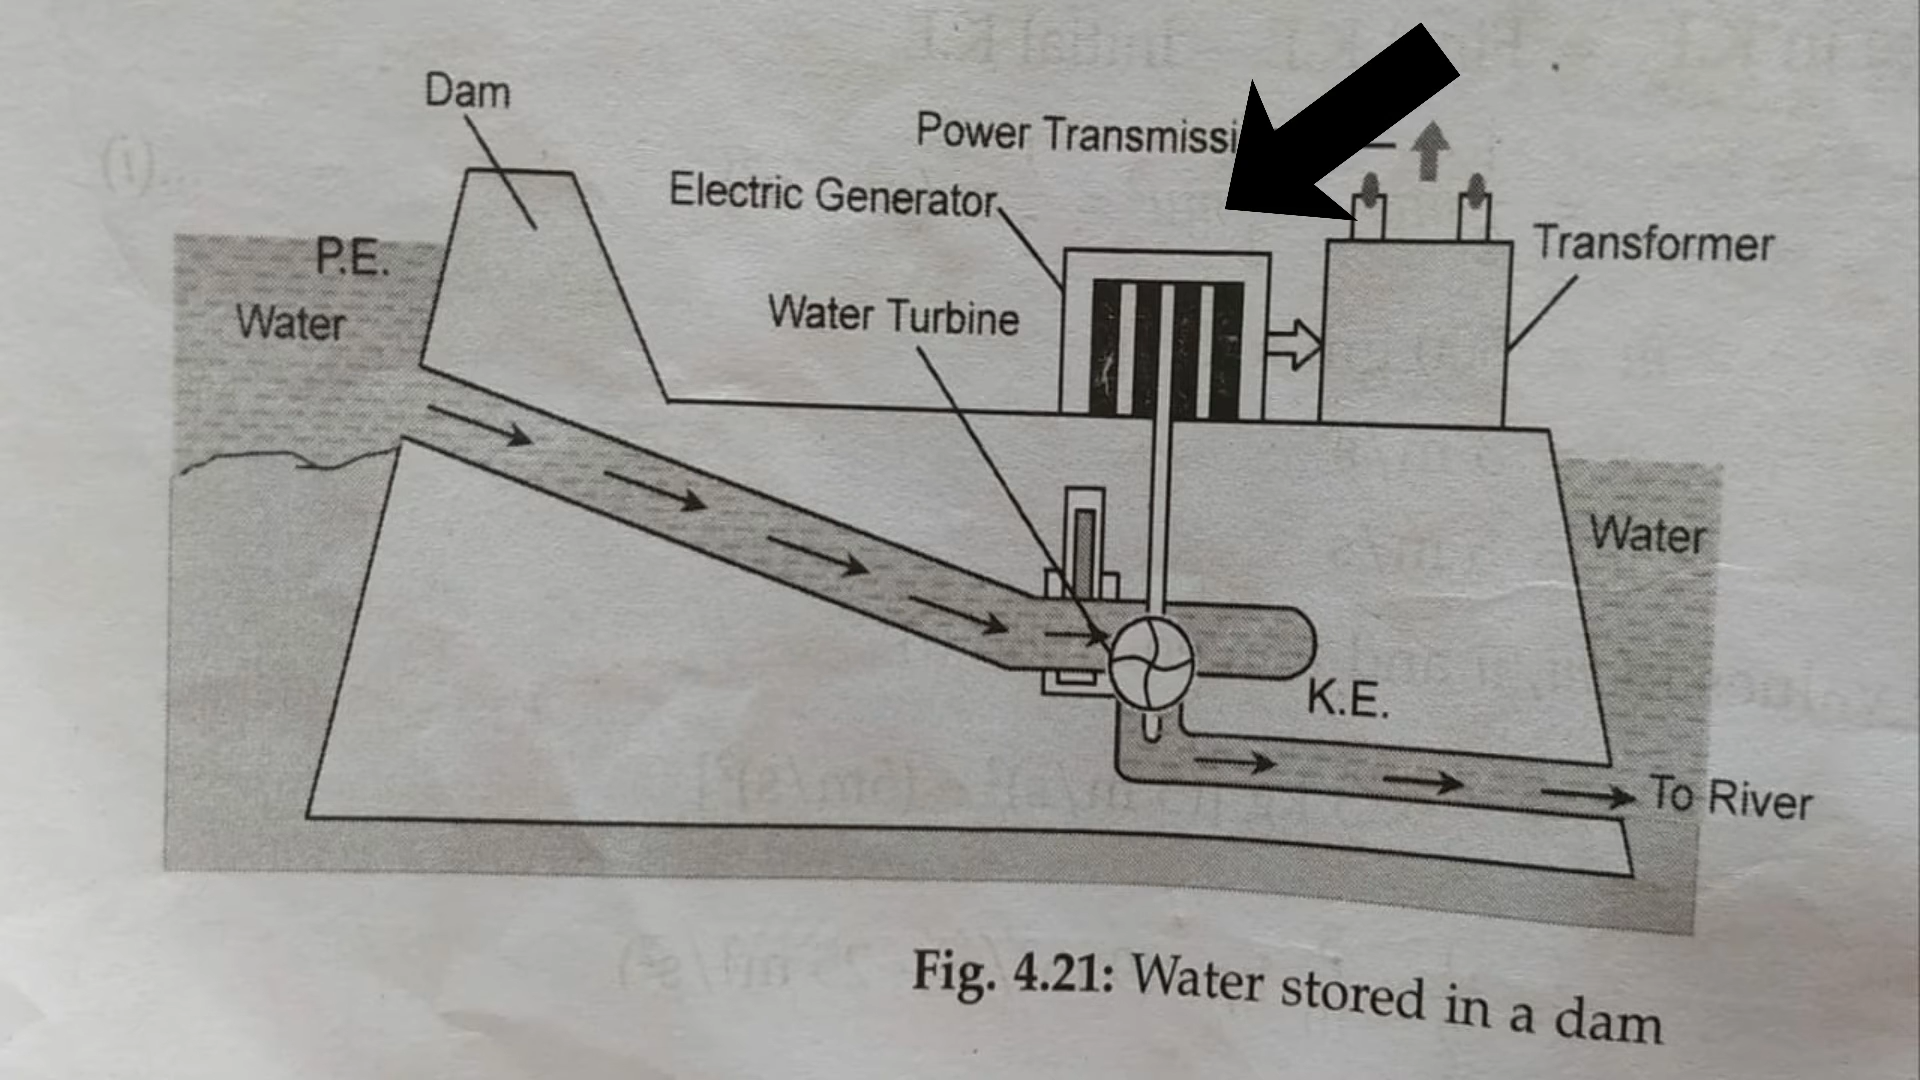 Dam
Power Transmissi
Electric Generator
Transformer
P.E.
Water
Water Turbine
Water
K.E.
To River
Fig. 4.21: Water stored in a dam